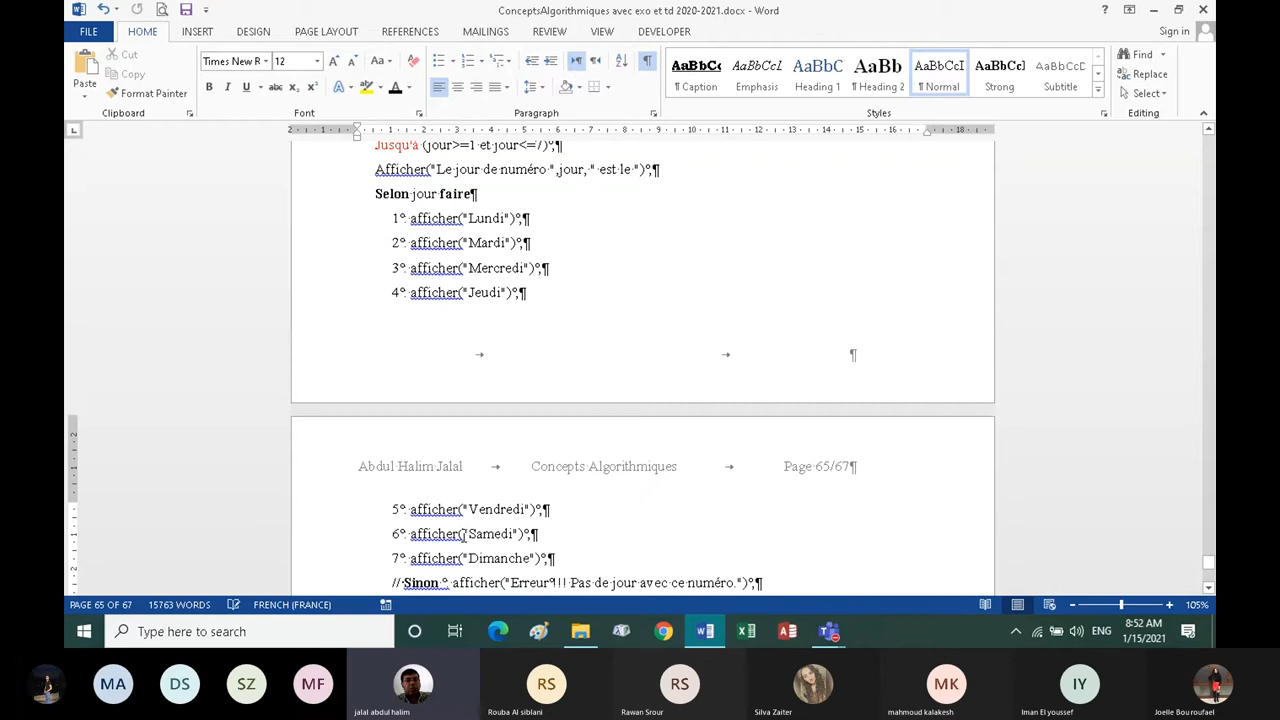 ConceptsAlgorithmiques avec exo et td 2020-2021.docx - Word
FILE HOME INSERT DESIGN PAGE LAYOUT REFERENCES MAILINGS REVIEW VIEW DEVELOPER Sign in
Paste Cut Copy Format Painter
Times New R 12
AaBbCc AaBbCcL AaBbC AaBb AaBbCcI AaBbCc AaBbCcD
¶ Caption Emphasis Heading 1 ¶ Heading 2 ¶ Normal Strong Subtitle
Find Replace Select
Clipboard Font Paragraph Styles Editing
Jusqu'à (jour>=1 et jour<=7)°;¶
Afficher("Le jour de numéro ",jour," est le ")°;¶
Selon jour faire¶
1°: afficher("Lundi")°;¶
2°: afficher("Mardi")°;¶
3°: afficher("Mercredi")°;¶
4°: afficher("Jeudi")°;¶
→ → ¶
Abdul Halim Jalal → Concepts Algorithmiques → Page 65/67¶
5°: afficher("Vendredi")°;¶
6°: afficher("Samedi")°;¶
7°: afficher("Dimanche")°;¶
// Sinon °: afficher("Erreur°!!! Pas de jour avec ce numéro.")°;¶
PAGE 65 OF 67 15763 WORDS FRENCH (FRANCE) 105%
Type here to search
ENG 8:52 AM 1/15/2021
MA DS SZ MF RS RS MK IY
jalal abdul halim Rouba Al siblani Rawan Srour Silva Zaiter mahmoud kalakesh Iman El youssef Joelle Bou roufael